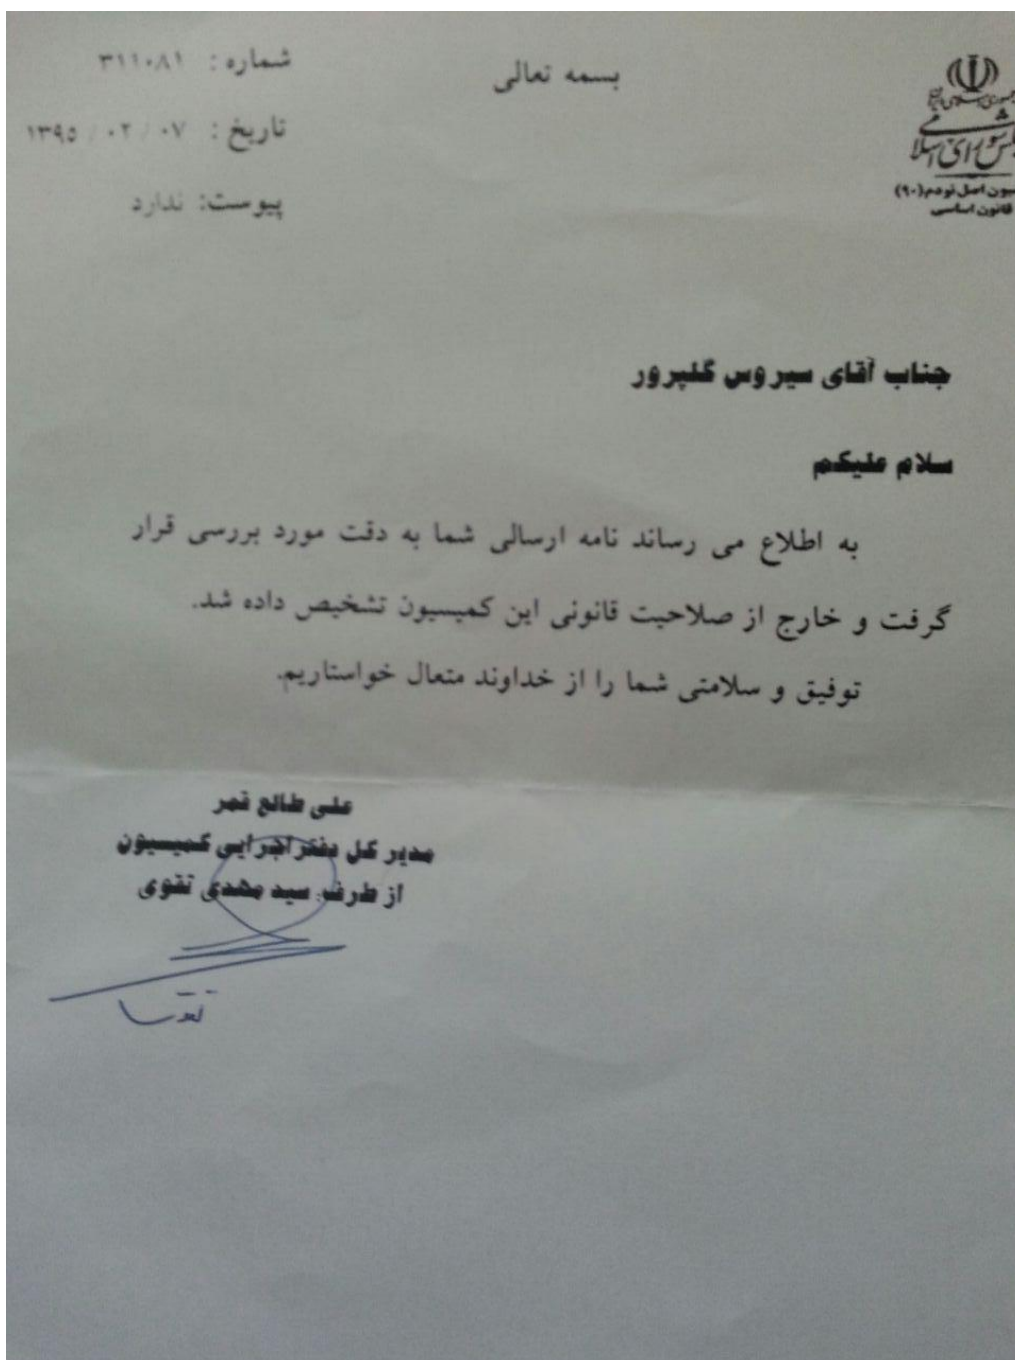 بسمه تعالی
شماره : ۳۱۱۰۸۱
تاریخ : ۱۳۹۵ / ۰۲ / ۰۷
پیوست: ندارد
شورای اسلامی
اصل نودم (۹۰)
قانون اساسی
جناب آقای سیروس گلپرور
سلام علیکم
به اطلاع می رساند نامه ارسالی شما به دقت مورد بررسی قرار
گرفت و خارج از صلاحیت قانونی این کمیسیون تشخیص داده شد.
توفیق و سلامتی شما را از خداوند متعال خواستاریم.
علی طالع قمر
مدیر کل دفتر اجرایی کمیسیون
از طرف سید مهدی تقوی